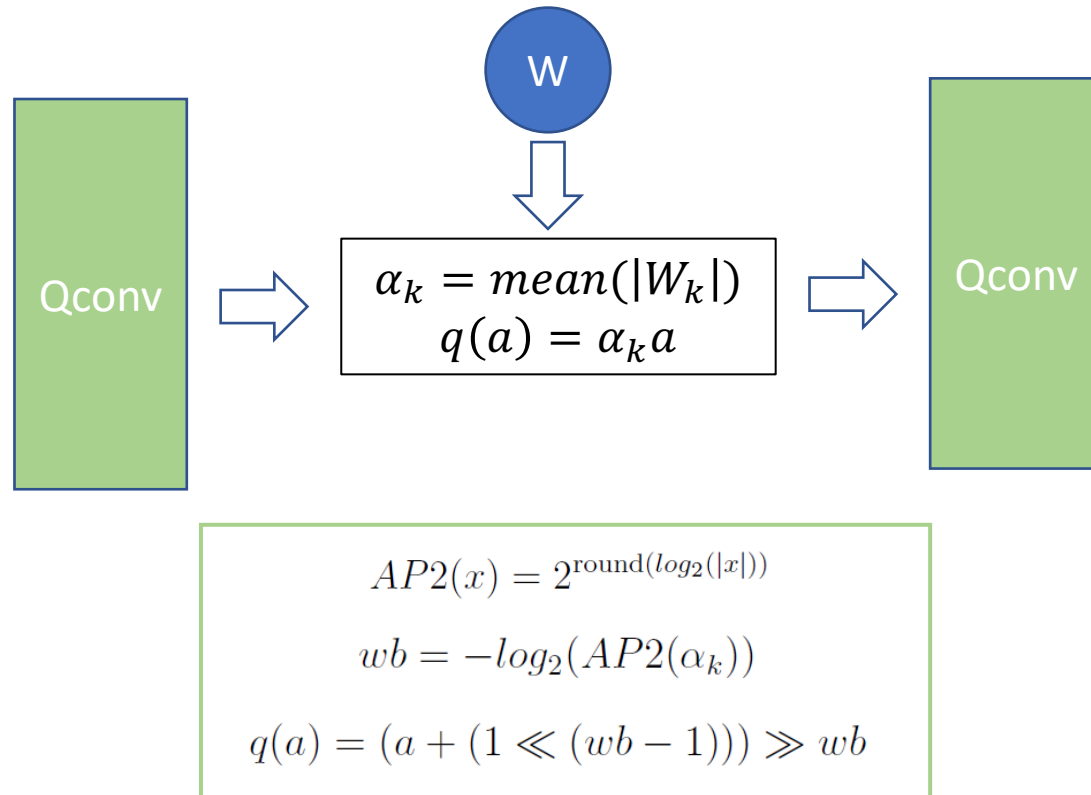 W
Qconv
α_k = mean(|W_k|)
q(a) = α_k a
Qconv
AP2(x) = 2^{round(log_2(|x|))}
wb = −log_2(AP2(α_k))
q(a) = (a + (1 ≪ (wb − 1))) ≫ wb